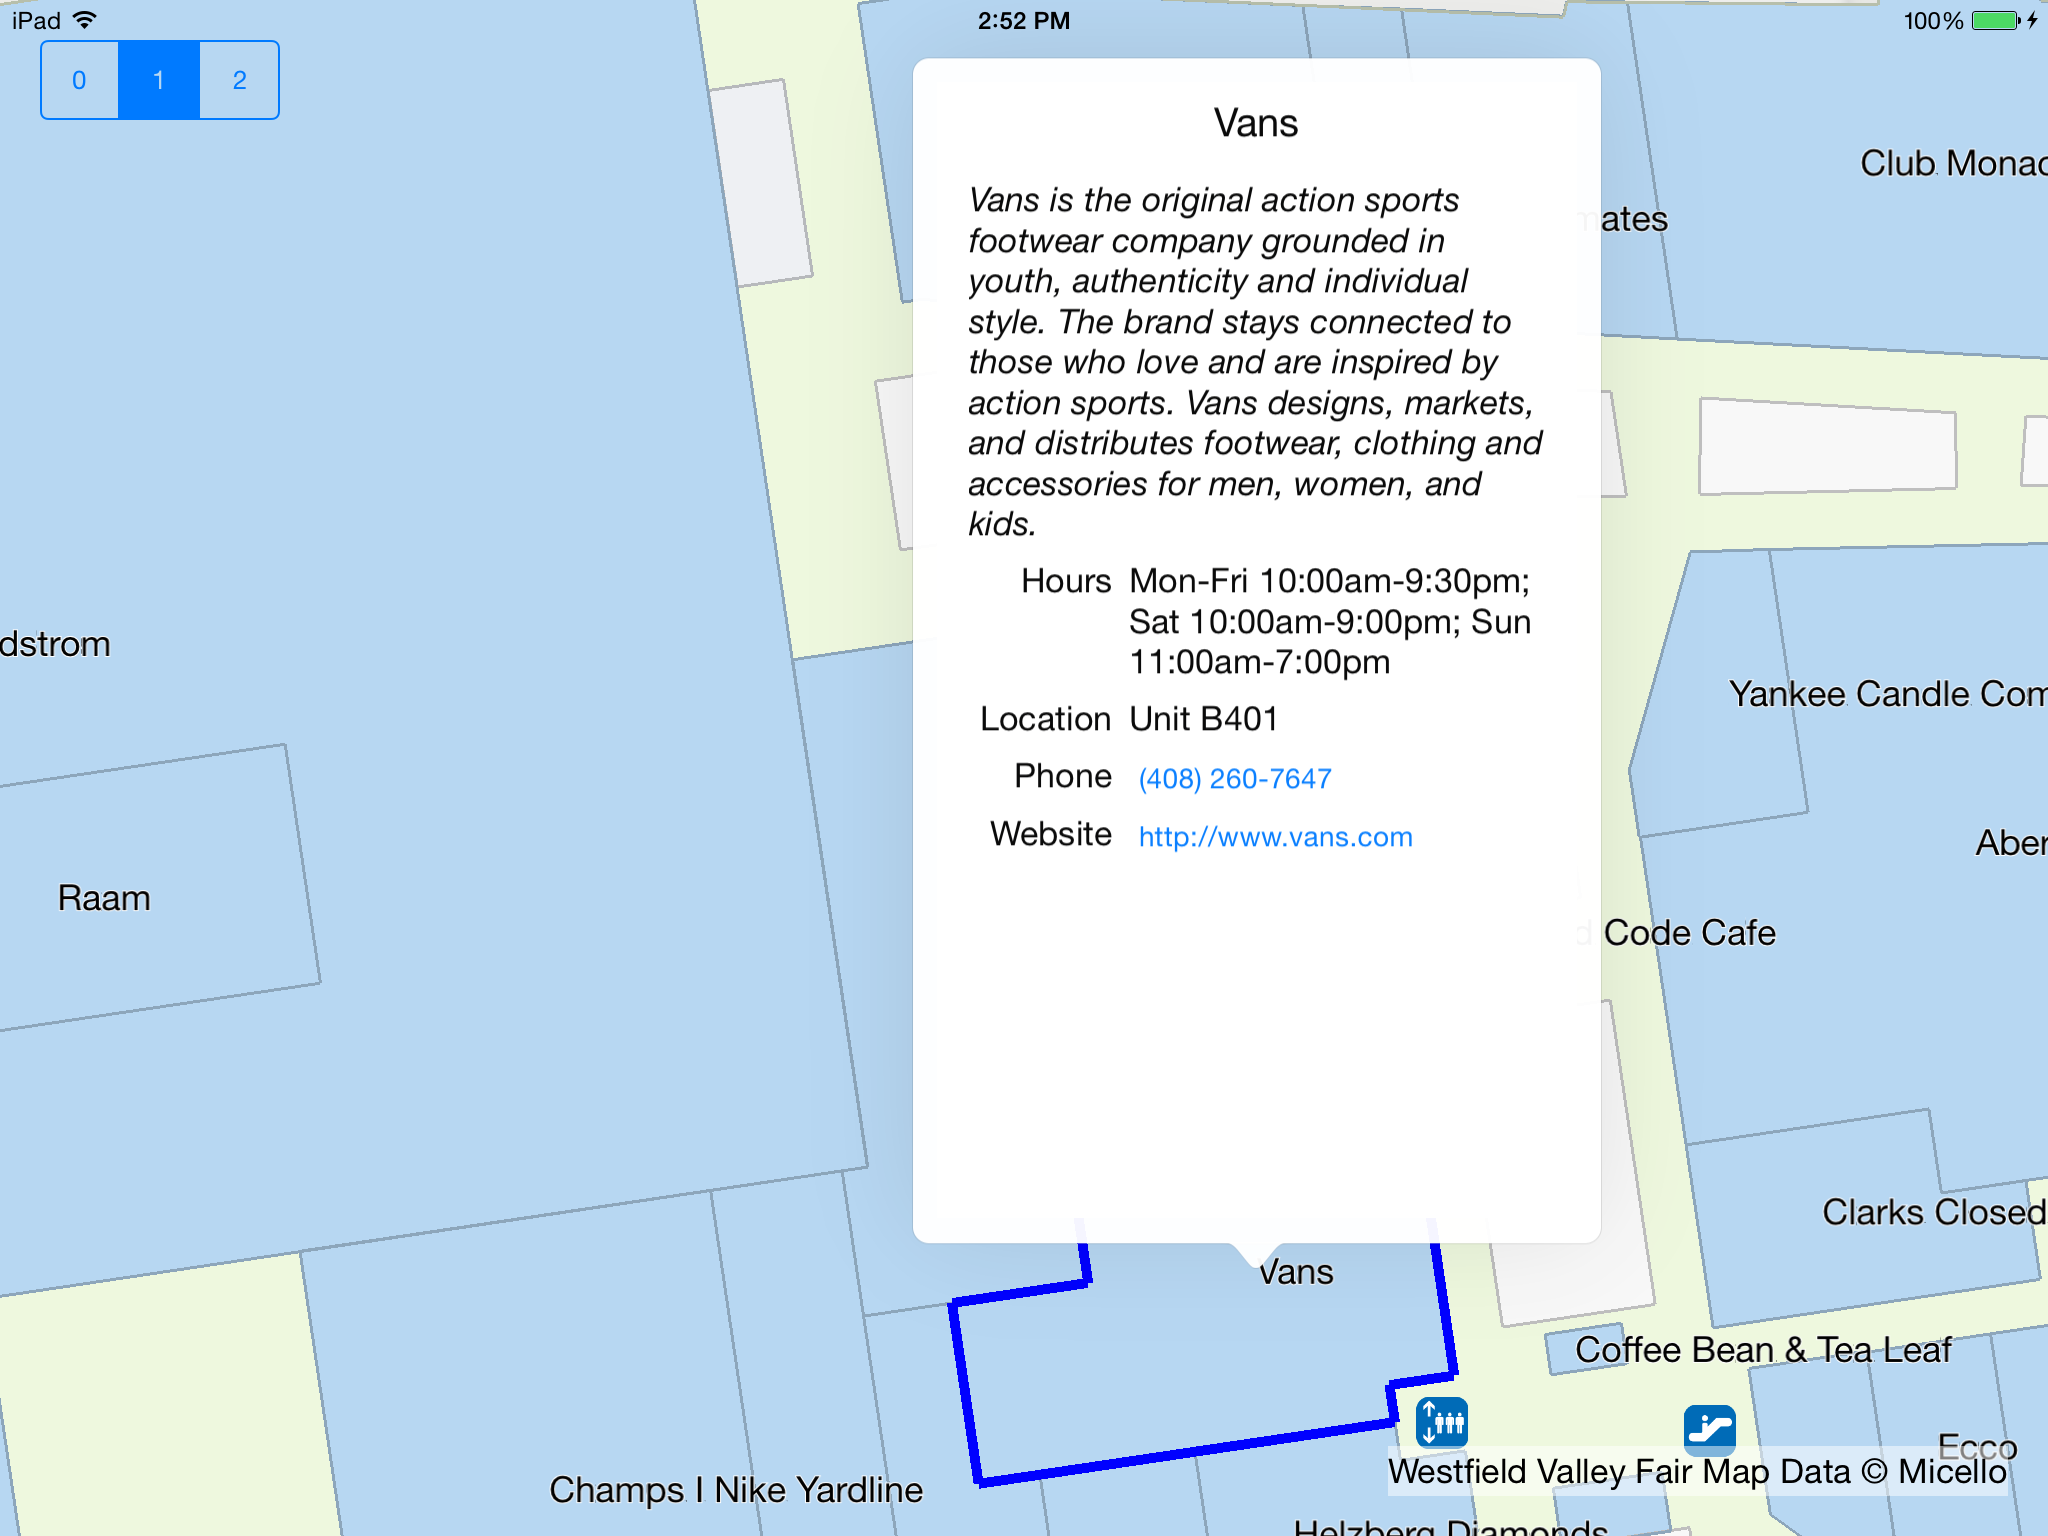 iPad
2:52 PM
100%
0 1 2
Vans
Vans is the original action sports
footwear company grounded in
youth, authenticity and individual
style. The brand stays connected to
those who love and are inspired by
action sports. Vans designs, markets,
and distributes footwear, clothing and
accessories for men, women, and
kids.
Hours Mon-Fri 10:00am-9:30pm;
Sat 10:00am-9:00pm; Sun
11:00am-7:00pm
Location Unit B401
Phone (408) 260-7647
Website http://www.vans.com
Club Monac
mates
dstrom
Yankee Candle Com
Aber
Raam
d Code Cafe
Clarks Closed
Vans
Coffee Bean & Tea Leaf
Ecco
Westfield Valley Fair Map Data © Micello
Champs I Nike Yardline
Helzberg Diamonds